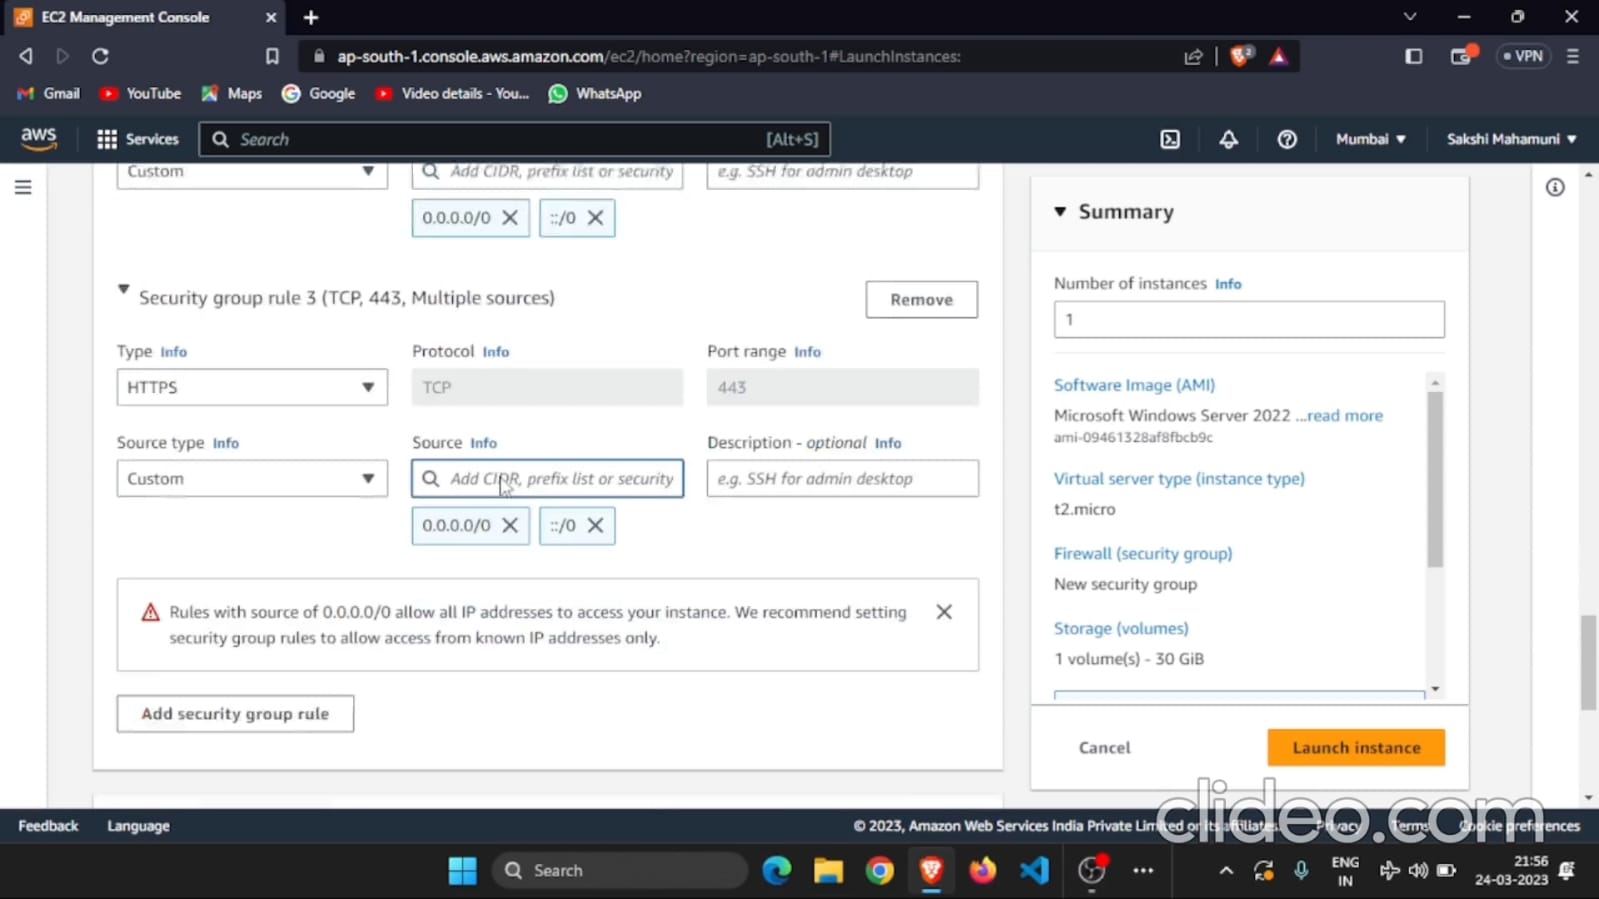 EC2 Management Console
ap-south-1.console.aws.amazon.com/ec2/home?region=ap-south-1#LaunchInstances:
2
VPN
Gmail
YouTube
Maps
Google
Video details - You...
WhatsApp
aws
Services
Search
[Alt+S]
Mumbai
Sakshi Mahamuni
Custom
Add CIDR, prefix list or security
e.g. SSH for admin desktop
0.0.0.0/0
::/0
Security group rule 3 (TCP, 443, Multiple sources)
Remove
Type Info
Protocol Info
Port range Info
HTTPS
TCP
443
Source type Info
Source Info
Description - optional Info
Custom
Add CIDR, prefix list or security
e.g. SSH for admin desktop
0.0.0.0/0
::/0
Rules with source of 0.0.0.0/0 allow all IP addresses to access your instance. We recommend setting
security group rules to allow access from known IP addresses only.
Add security group rule
Summary
Number of instances Info
1
Software Image (AMI)
Microsoft Windows Server 2022 ...read more
ami-09461328af8fbcb9c
Virtual server type (instance type)
t2.micro
Firewall (security group)
New security group
Storage (volumes)
1 volume(s) - 30 GiB
Cancel
Launch instance
clideo.com
Feedback
Language
© 2023, Amazon Web Services India Private Limited or its affiliates.
Privacy
Terms
Cookie preferences
Search
ENG
IN
21:56
24-03-2023